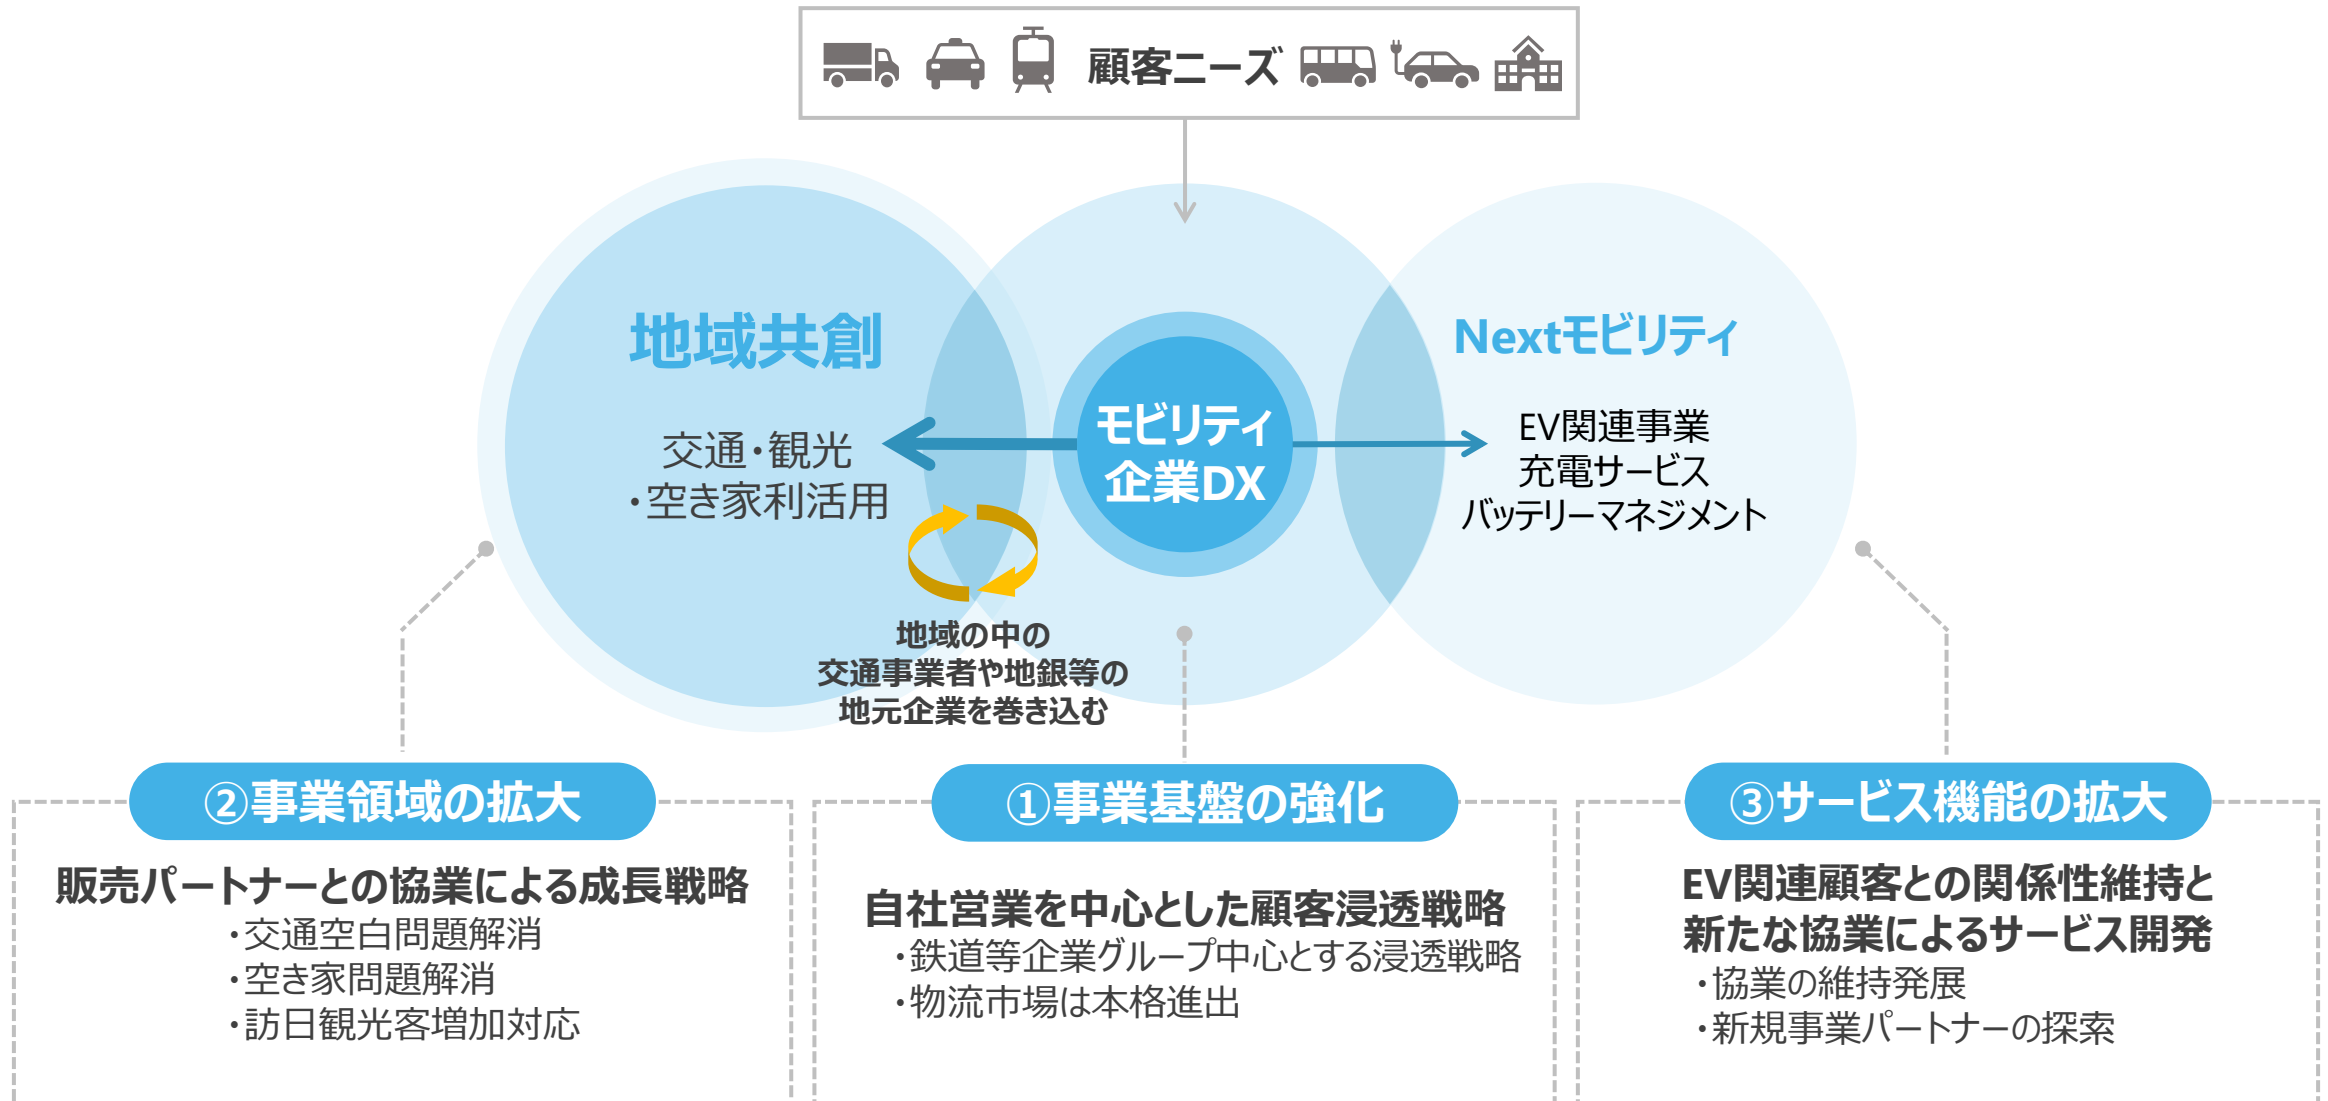 顧客ニーズ
地域共創
交通・観光
・空き家利活用
モビリティ
企業DX
Nextモビリティ
EV関連事業
充電サービス
バッテリーマネジメント
地域の中の
交通事業者や地銀等の
地元企業を巻き込む
②事業領域の拡大
販売パートナーとの協業による成長戦略
・交通空白問題解消
・空き家問題解消
・訪日観光客増加対応
①事業基盤の強化
自社営業を中心とした顧客浸透戦略
・鉄道等企業グループ中心とする浸透戦略
・物流市場は本格進出
③サービス機能の拡大
EV関連顧客との関係性維持と
新たな協業によるサービス開発
・協業の維持発展
・新規事業パートナーの探索